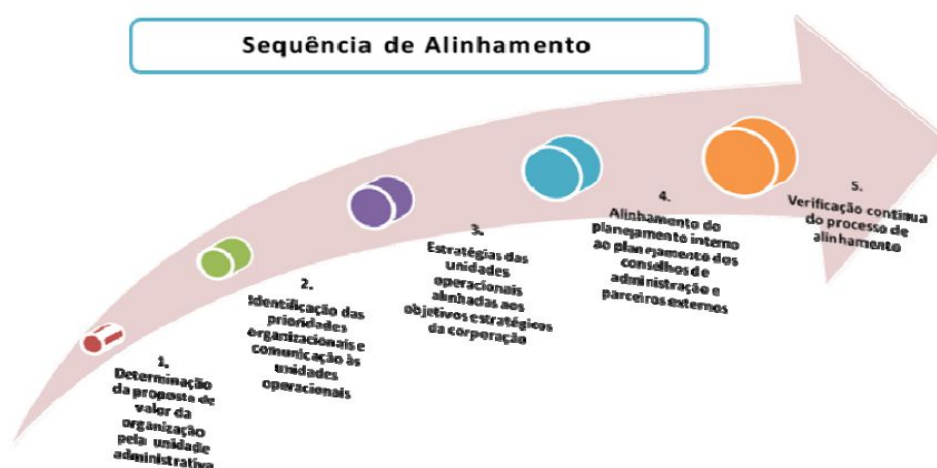 Sequência de Alinhamento
1.
Determinação
da proposta de
valor da
organização
pela unidade
administrativa
2.
Identificação das
prioridades
organizacionais e
comunicação às
unidades
operacionais
3.
Estratégias das
unidades
operacionais
alinhadas aos
objetivos estratégicos
da corporação
4.
Alinhamento do
planejamento interno
ao planejamento dos
conselhos de
administração e
parceiros externos
5.
Verificação continua
do processo de
alinhamento